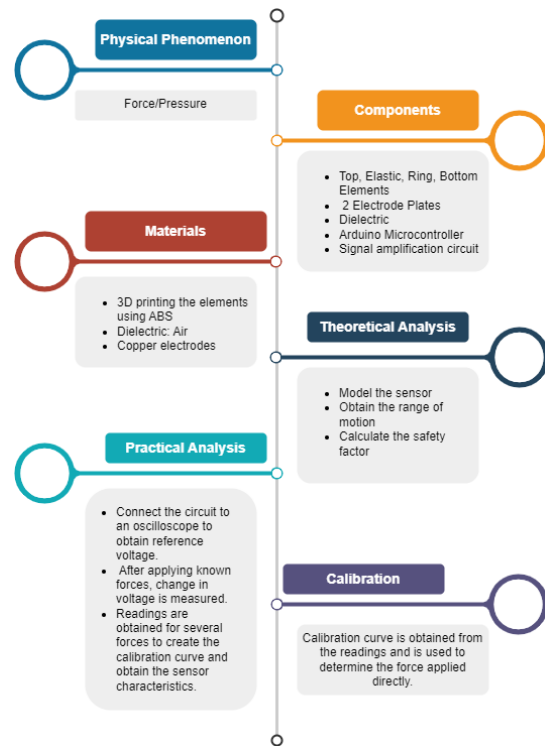 Physical Phenomenon
Force/Pressure
Components
Top, Elastic, Ring, Bottom
Elements
2 Electrode Plates
Dielectric
Arduino Microcontroller
Signal amplification circuit
Materials
3D printing the elements
using ABS
Dielectric: Air
Copper electrodes
Theoretical Analysis
Model the sensor
Obtain the range of
motion
Calculate the safety
factor
Practical Analysis
Connect the circuit to
an oscilloscope to
obtain reference
voltage.
After applying known
forces, change in
voltage is measured.
Readings are
obtained for several
forces to create the
calibration curve and
obtain the sensor
characteristics.
Calibration
Calibration curve is obtained from
the readings and is used to
determine the force applied
directly.